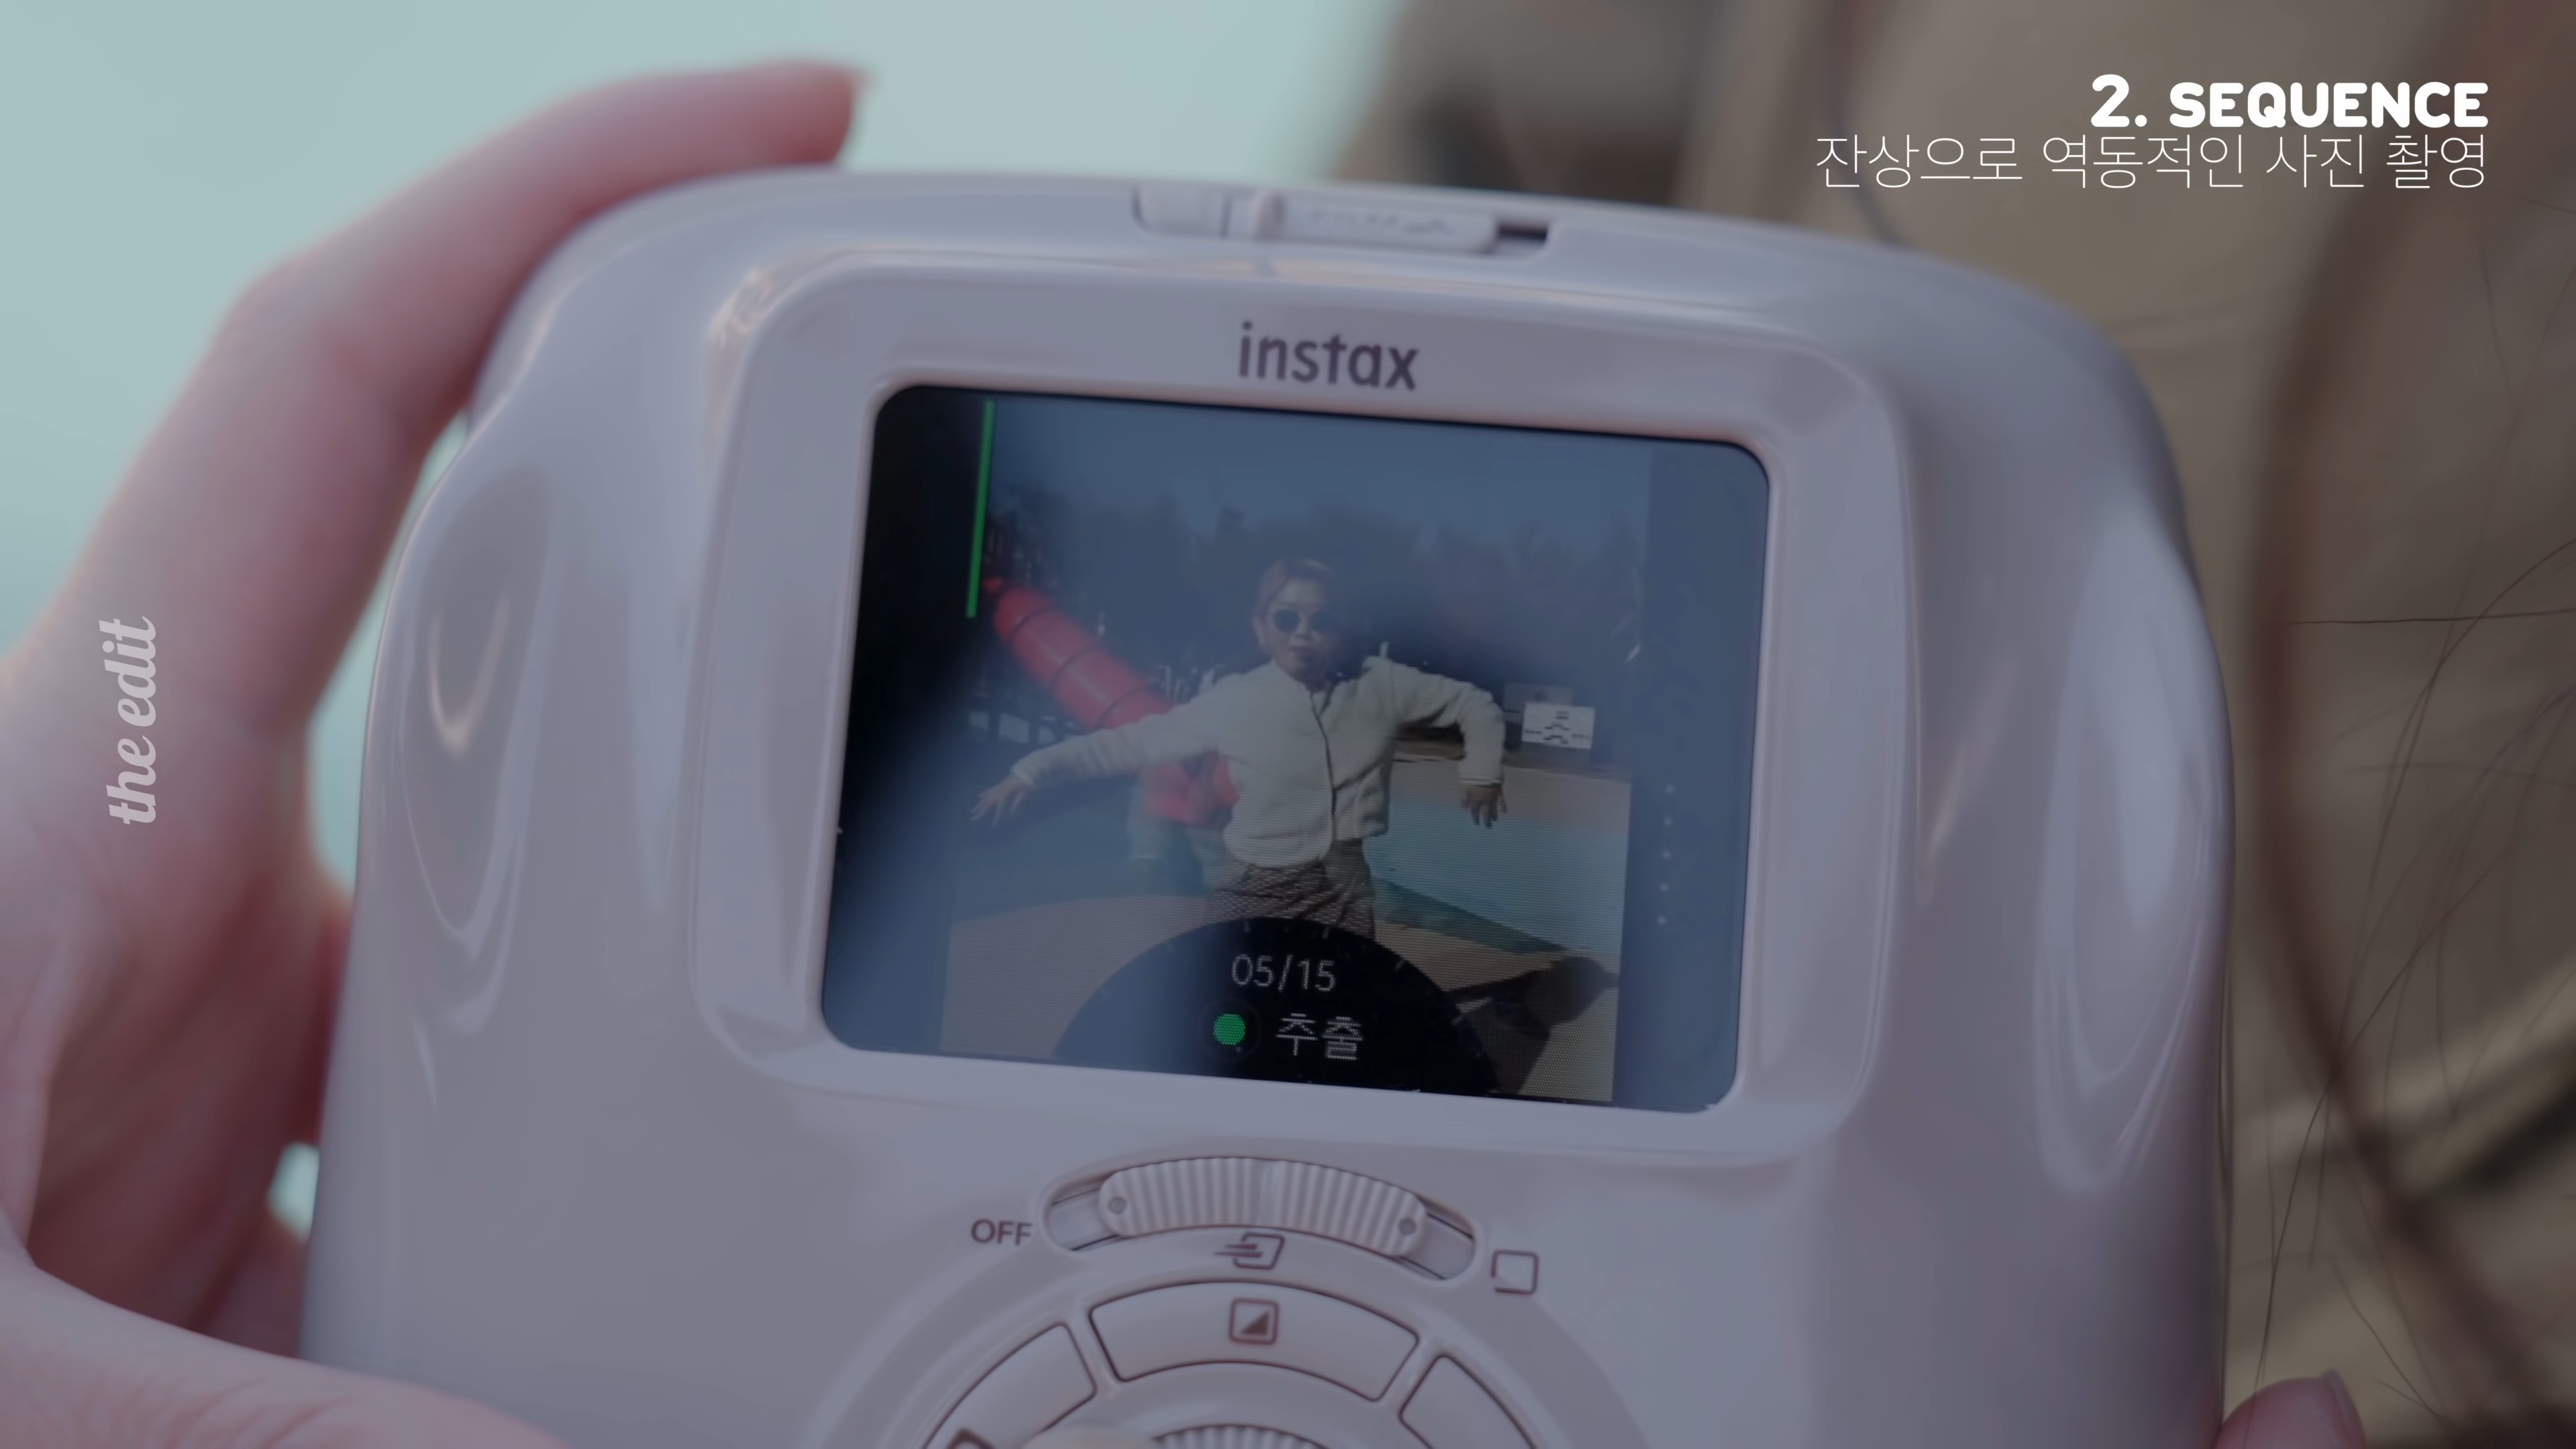 2. SEQUENCE
잔상으로 역동적인 사진 촬영
instax
the edit
05/15
추출
OFF